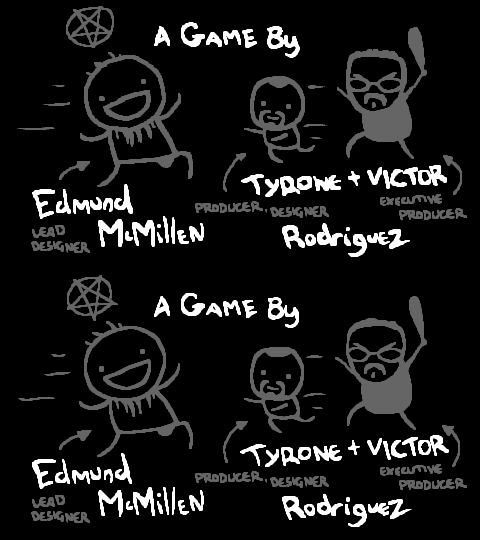 A GAME By
TYRONE + VICTOR
Edmund
PRODUCER, DESIGNER
EXECUTIVE
PRODUCER
LEAD
DESIGNER
McMillEN
RodriguEZ
A GAME By
TYRONE + VICTOR
Edmund
PRODUCER, DESIGNER
EXECUTIVE
PRODUCER
LEAD
DESIGNER
McMillEN
RodriguEZ